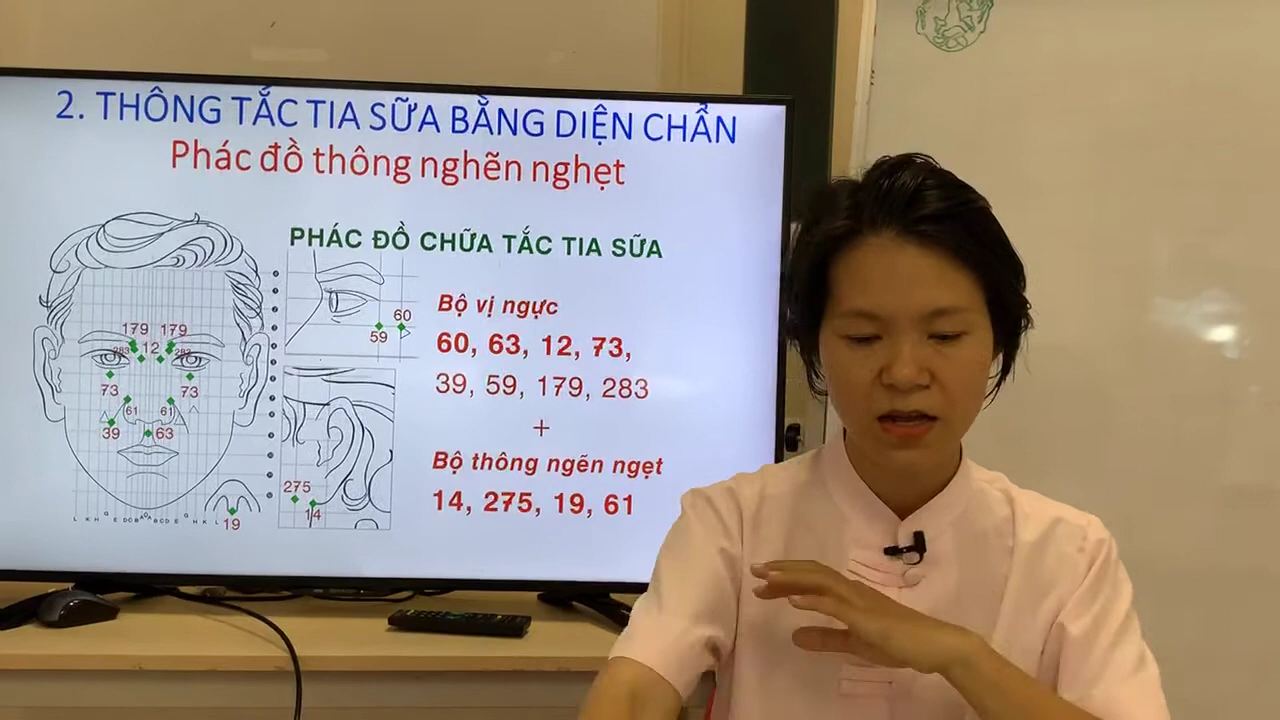 2. THÔNG TẮC TIA SỮA BẰNG DIỆN CHẨN
Phác đồ thông nghẽn nghẹt
PHÁC ĐỒ CHỮA TẮC TIA SỮA
Bộ vị ngực
60, 63, 12, 73,
39, 59, 179, 283
+
Bộ thông ngẽn ngẹt
14, 275, 19, 61
179 179
283 12 283
73 73
61 61
39 63
19
60
59
275
14